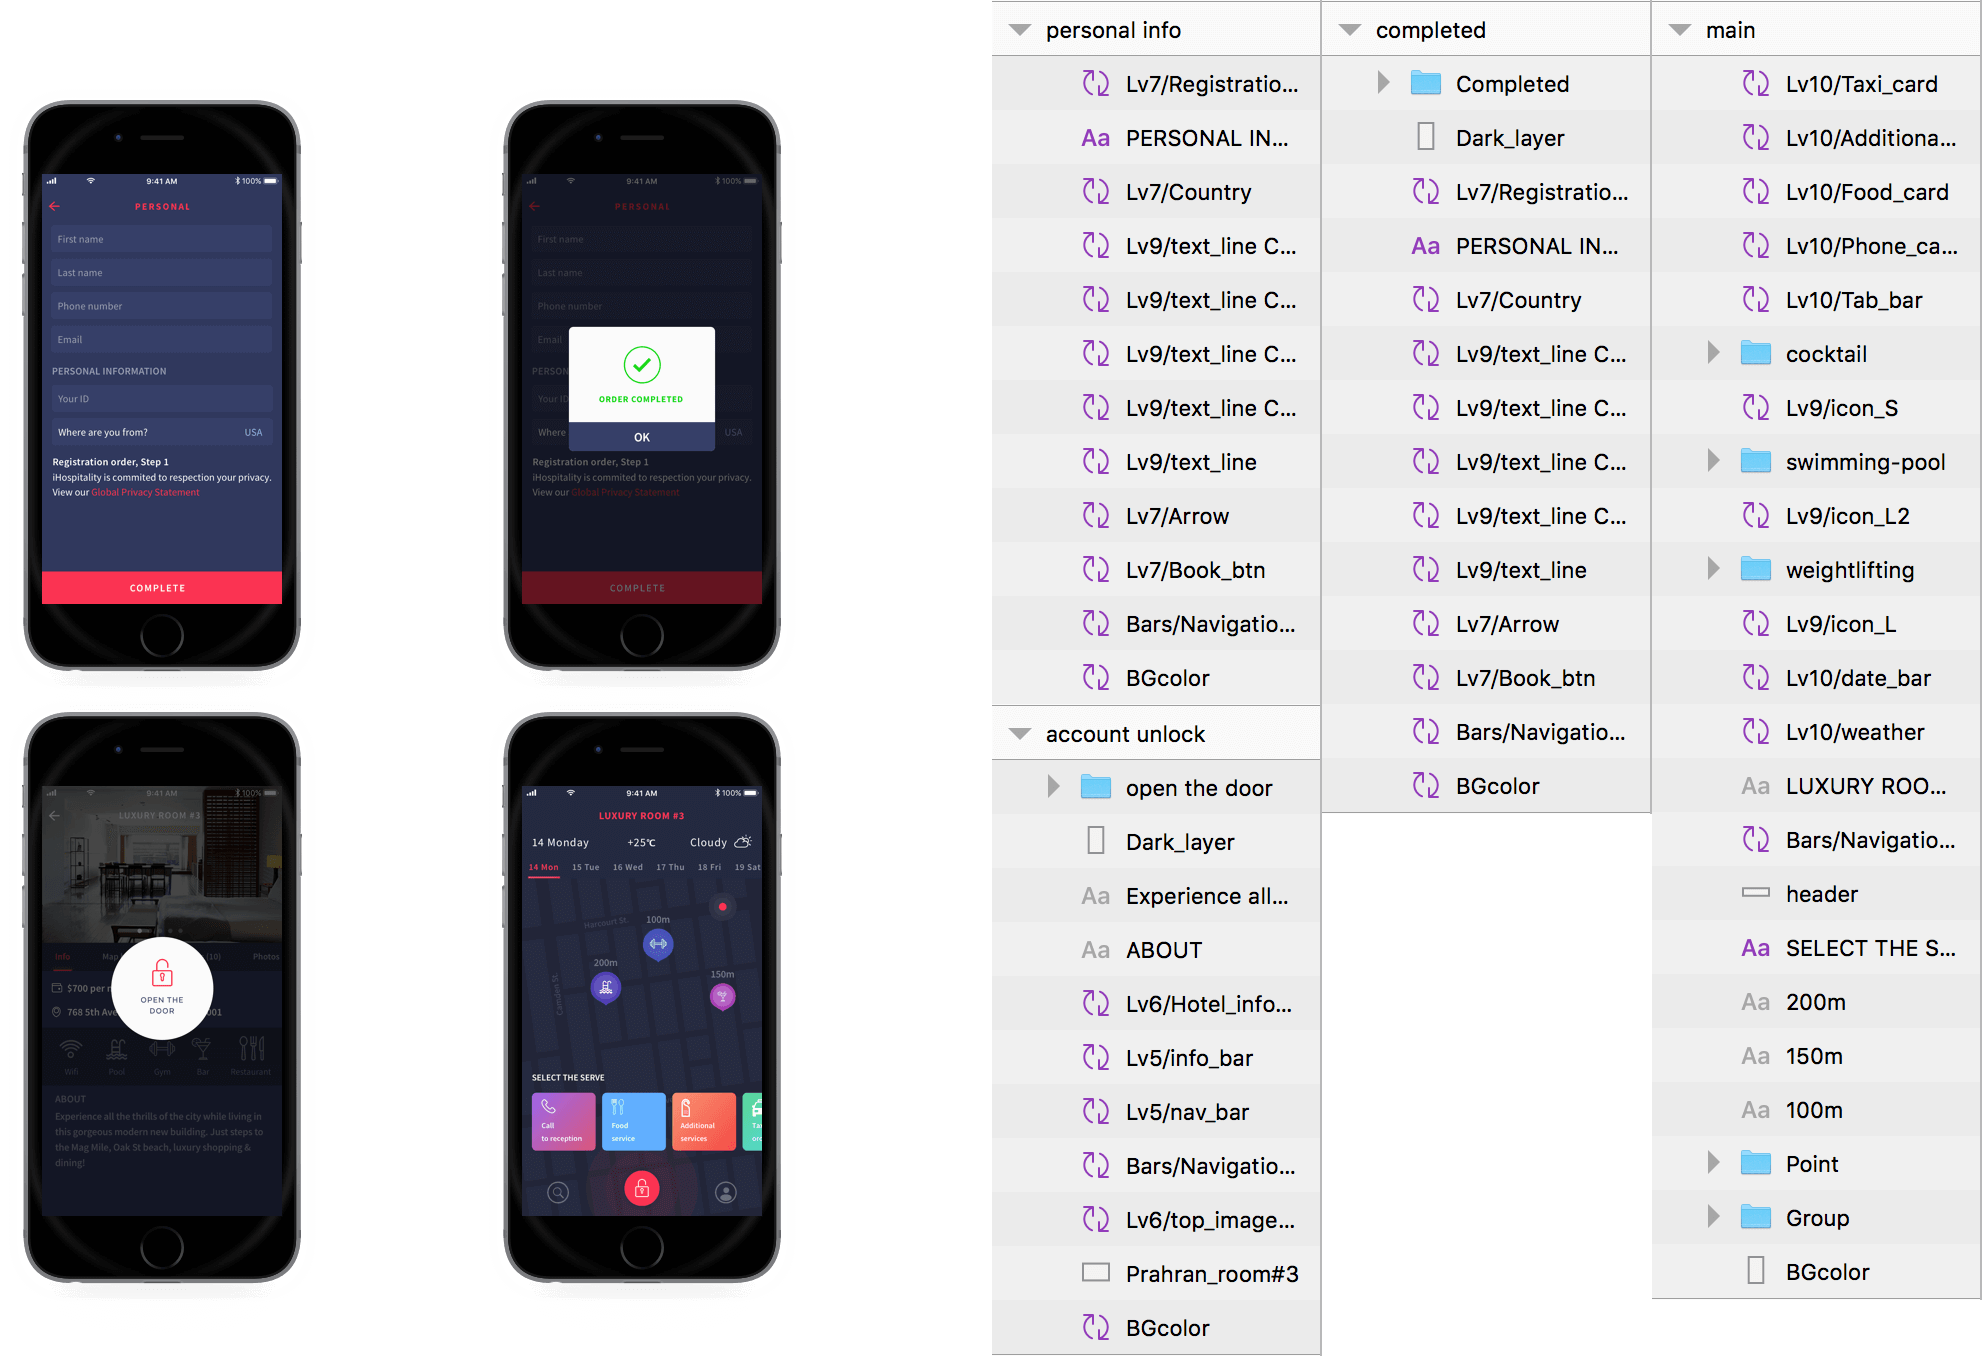 9:41 AM
100%
PERSONAL
First name
Last name
Phone number
Email
PERSONAL INFORMATION
Your ID
Where are you from? USA
Registration order, Step 1
iHospitality is commited to respection your privacy.
View our Global Privacy Statement
COMPLETE
9:41 AM
100%
PERSONAL
First name
Last name
Phone number
Email
PERSON
Your ID
Where USA
ORDER COMPLETED
OK
Registration order, Step 1
iHospitality is commited to respection your privacy.
View our Global Privacy Statement
COMPLETE
9:41 AM
100%
LUXURY ROOM #3
Info Map (10) Photos
$700 per n
768 5th Ave 001
OPEN THE
DOOR
Wifi Pool Gym Bar Restaurant
ABOUT
Experience all the thrills of the city while living in
this gorgeous modern new building. Just steps to
the Mag Mile, Oak St beach, luxury shopping &
dining!
9:41 AM
100%
LUXURY ROOM #3
14 Monday +25℃ Cloudy
14 Mon 15 Tue 16 Wed 17 Thu 18 Fri 19 Sat
Harcourt St.
100m
200m
150m
Camden St.
SELECT THE SERVE
Call
to reception
Food
service
Additional
services
Ta
ord
personal info
Lv7/Registratio...
Aa PERSONAL IN...
Lv7/Country
Lv9/text_line C...
Lv9/text_line C...
Lv9/text_line C...
Lv9/text_line C...
Lv9/text_line
Lv7/Arrow
Lv7/Book_btn
Bars/Navigatio...
BGcolor
account unlock
open the door
Dark_layer
Aa Experience all...
Aa ABOUT
Lv6/Hotel_info...
Lv5/info_bar
Lv5/nav_bar
Bars/Navigatio...
Lv6/top_image...
Prahran_room#3
BGcolor
completed
Completed
Dark_layer
Lv7/Registratio...
Aa PERSONAL IN...
Lv7/Country
Lv9/text_line C...
Lv9/text_line C...
Lv9/text_line C...
Lv9/text_line C...
Lv9/text_line
Lv7/Arrow
Lv7/Book_btn
Bars/Navigatio...
BGcolor
main
Lv10/Taxi_card
Lv10/Additiona...
Lv10/Food_card
Lv10/Phone_ca...
Lv10/Tab_bar
cocktail
Lv9/icon_S
swimming-pool
Lv9/icon_L2
weightlifting
Lv9/icon_L
Lv10/date_bar
Lv10/weather
Aa LUXURY ROO...
Bars/Navigatio...
header
Aa SELECT THE S...
Aa 200m
Aa 150m
Aa 100m
Point
Group
BGcolor